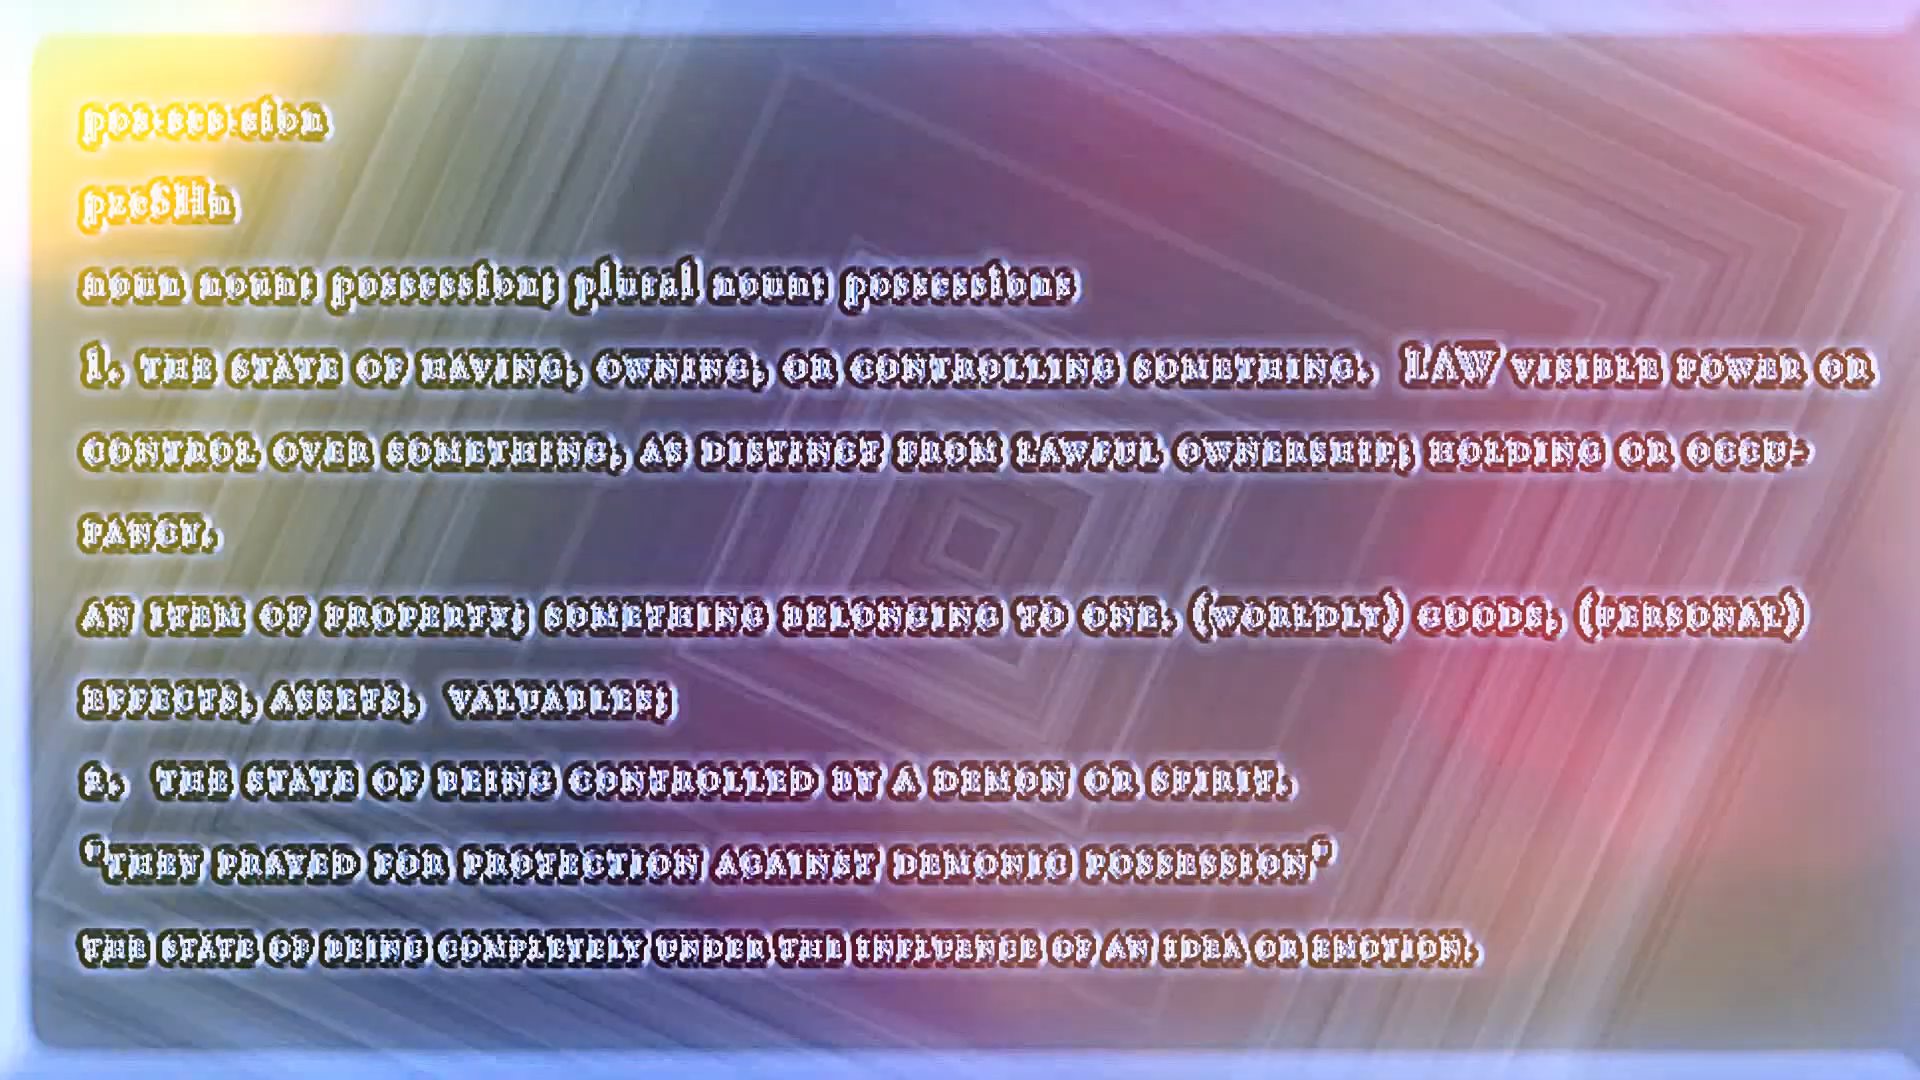 pos·ses·sion
pzeSHn
noun noun: possession; plural noun: possessions
1. THE STATE OF HAVING, OWNING, OR CONTROLLING SOMETHING. LAW VISIBLE POWER OR
CONTROL OVER SOMETHING, AS DISTINCT FROM LAWFUL OWNERSHIP; HOLDING OR OCCU-
PANCY.
AN ITEM OF PROPERTY; SOMETHING BELONGING TO ONE. (WORLDLY) GOODS, (PERSONAL)
EFFECTS, ASSETS, VALUABLES;
2. THE STATE OF BEING CONTROLLED BY A DEMON OR SPIRIT.
"THEY PRAYED FOR PROTECTION AGAINST DEMONIC POSSESSION"
THE STATE OF BEING COMPLETELY UNDER THE INFLUENCE OF AN IDEA OR EMOTION.